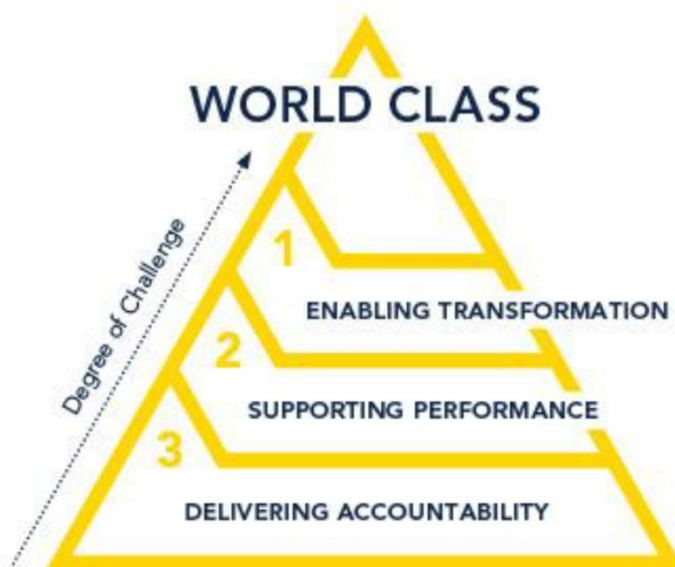 WORLD CLASS
Degree of Challenge
1
ENABLING TRANSFORMATION
2
SUPPORTING PERFORMANCE
3
DELIVERING ACCOUNTABILITY